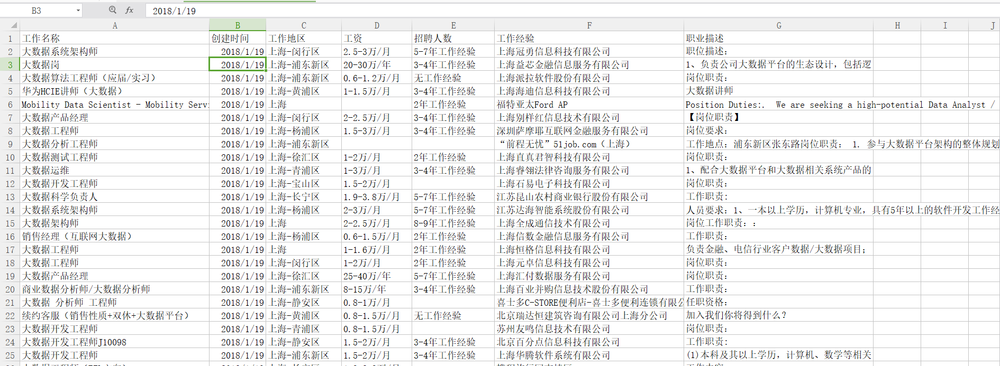 B3 fx 2018/1/19
A B C D E F G H I J
1 工作名称 创建时间 工作地区 工资 招聘人数 工作经验 职业描述
2 大数据系统架构师 2018/1/19 上海-闵行区 2.5-3万/月 5-7年工作经验 上海冠勇信息科技有限公司 职位描述：
3 大数据岗 2018/1/19 上海-浦东新区 20-30万/年 3-4年工作经验 上海益芯金融信息服务有限公司 1、负责公司大数据平台的生态设计，包括逻
4 大数据算法工程师（应届/实习） 2018/1/19 上海-浦东新区 0.6-1.2万/月 无工作经验 上海派拉软件股份有限公司 岗位职责：
5 华为HCIE讲师（大数据） 2018/1/19 上海-黄浦区 1-1.5万/月 3-4年工作经验 上海海迪信息科技有限公司 大数据讲师
6 Mobility Data Scientist - Mobility Servi 2018/1/19 上海 2年工作经验 福特亚太Ford AP Position Duties:. We are seeking a high-potential Data Analyst /
7 大数据产品经理 2018/1/19 上海-闵行区 2-2.5万/月 3-4年工作经验 上海别样红信息技术有限公司 【岗位职责】
8 大数据工程师 2018/1/19 上海-杨浦区 1.5-3万/月 3-4年工作经验 深圳萨摩耶互联网金融服务有限公司 岗位要求：
9 大数据分析工程师 2018/1/19 上海-浦东新区 “前程无忧”51job.com（上海） 工作地点：浦东新区张东路岗位职责： 1. 参与大数据平台架构的整体规划
10 大数据测试工程师 2018/1/19 上海-徐汇区 1-2万/月 2年工作经验 上海直真君智科技有限公司 岗位职责：
11 大数据运维 2018/1/19 上海-青浦区 1-3万/月 3-4年工作经验 上海睿翎法律咨询服务有限公司 1、配合大数据平台和大数据相关系统产品的
12 大数据开发工程师 2018/1/19 上海-宝山区 1.5-2万/月 上海石易电子科技有限公司 岗位职责：
13 大数据科学负责人 2018/1/19 上海-长宁区 1.9-3.8万/月 5-7年工作经验 江苏昆山农村商业银行股份有限公司 工作职责:
14 大数据系统架构师 2018/1/19 上海-杨浦区 2-3万/月 5-7年工作经验 江苏达海智能系统股份有限公司 人员要求：1、一本以上学历，计算机专业，具有5年以上的软件开发工作经
15 大数据架构师 2018/1/19 上海 2-2.5万/月 8-9年工作经验 上海全成通信技术有限公司 岗位工作职责：：
16 销售经理（互联网大数据） 2018/1/19 上海-杨浦区 0.6-1.5万/月 2年工作经验 上海信数金融信息服务有限公司 工作职责：
17 大数据工程师 2018/1/19 上海 1-1.6万/月 2年工作经验 上海恒格信息科技有限公司 负责金融、电信行业客户数据/大数据项目；
18 大数据工程师 2018/1/19 上海-闵行区 1-2万/月 2年工作经验 上海元卓信息科技有限公司 岗位职责：
19 大数据产品经理 2018/1/19 上海-徐汇区 25-40万/年 5-7年工作经验 上海汇付数据服务有限公司 岗位职责：
20 商业数据分析师/大数据分析师 2018/1/19 上海-浦东新区 8-15万/年 3-4年工作经验 上海百业并购信息技术股份有限公司 工作职责：
21 大数据 分析师 工程师 2018/1/19 上海-静安区 0.8-1万/月 喜士多C-STORE便利店-喜士多便利连锁有限公 任职资格：
22 续约客服（销售性质+双休+大数据平台） 2018/1/19 上海-黄浦区 0.8-1.5万/月 无工作经验 北京瑞达恒建筑咨询有限公司上海分公司 加入我们你将得到什么?
23 大数据开发工程师 2018/1/19 上海-青浦区 0.8-1.5万/月 苏州友鸣信息技术有限公司 岗位职责：
24 大数据开发工程师J10098 2018/1/19 上海-静安区 1.5-2万/月 3-4年工作经验 北京百分点信息科技有限公司 工作职责:
25 大数据开发工程师 2018/1/19 上海-浦东新区 1.5-2万/月 3-4年工作经验 上海华腾软件系统有限公司 (1)本科及其以上学历，计算机、数学等相关